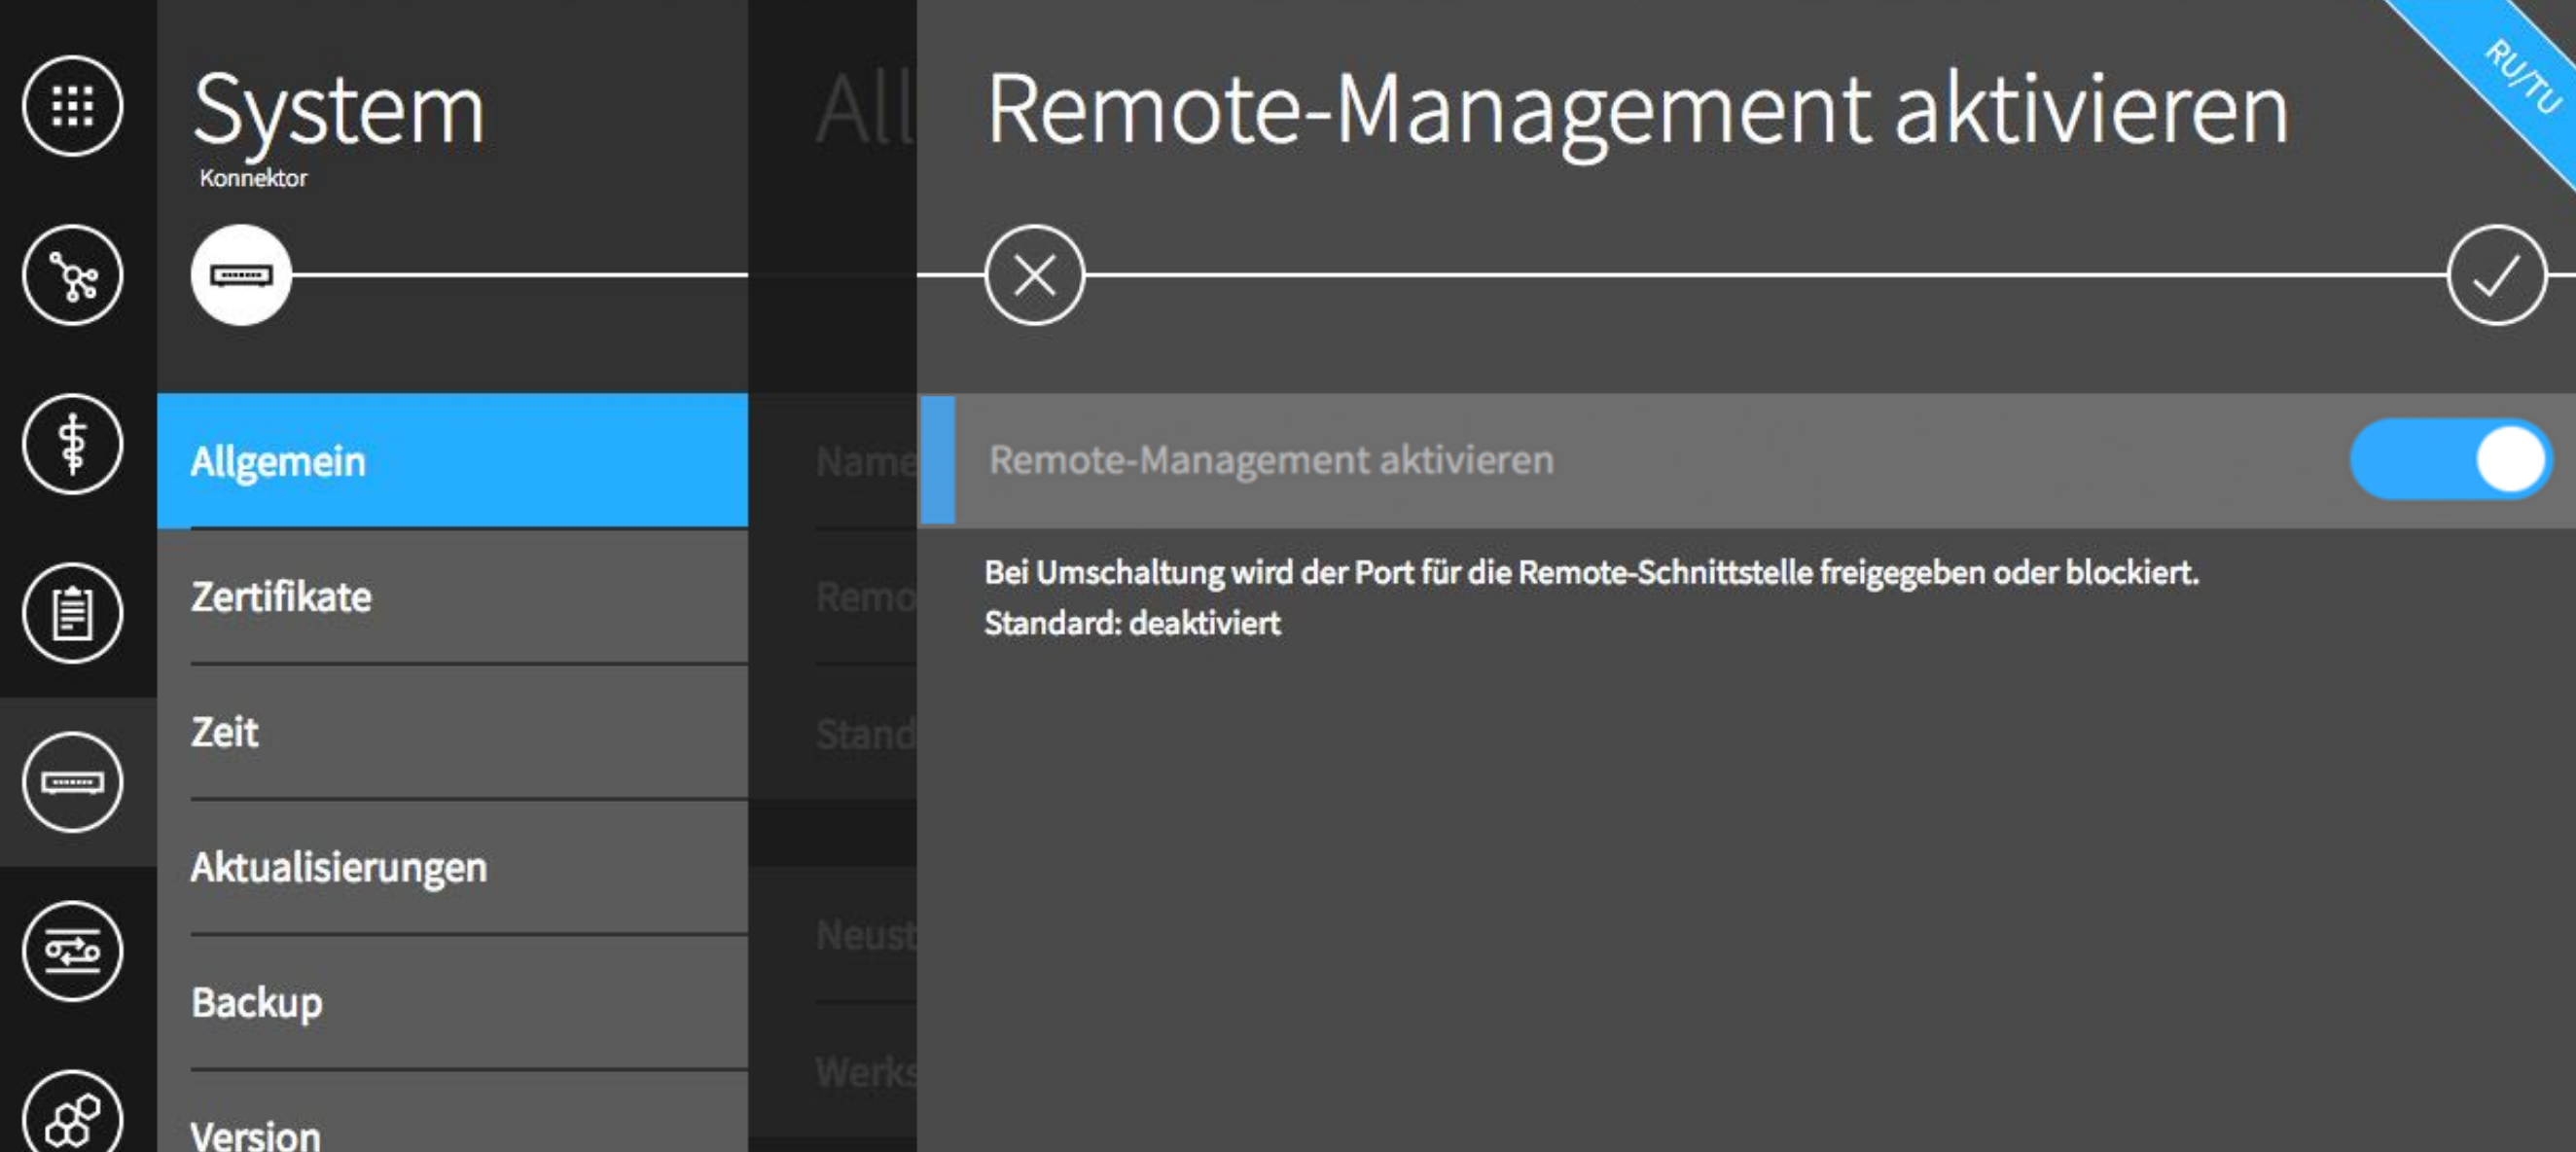 System
Konnektor
Allgemein
Zertifikate
Zeit
Aktualisierungen
Backup
Version
All
Name
Remo
Stand
Neust
Werks
Remote-Management aktivieren
RU/TU
Remote-Management aktivieren
Bei Umschaltung wird der Port für die Remote-Schnittstelle freigegeben oder blockiert.
Standard: deaktiviert